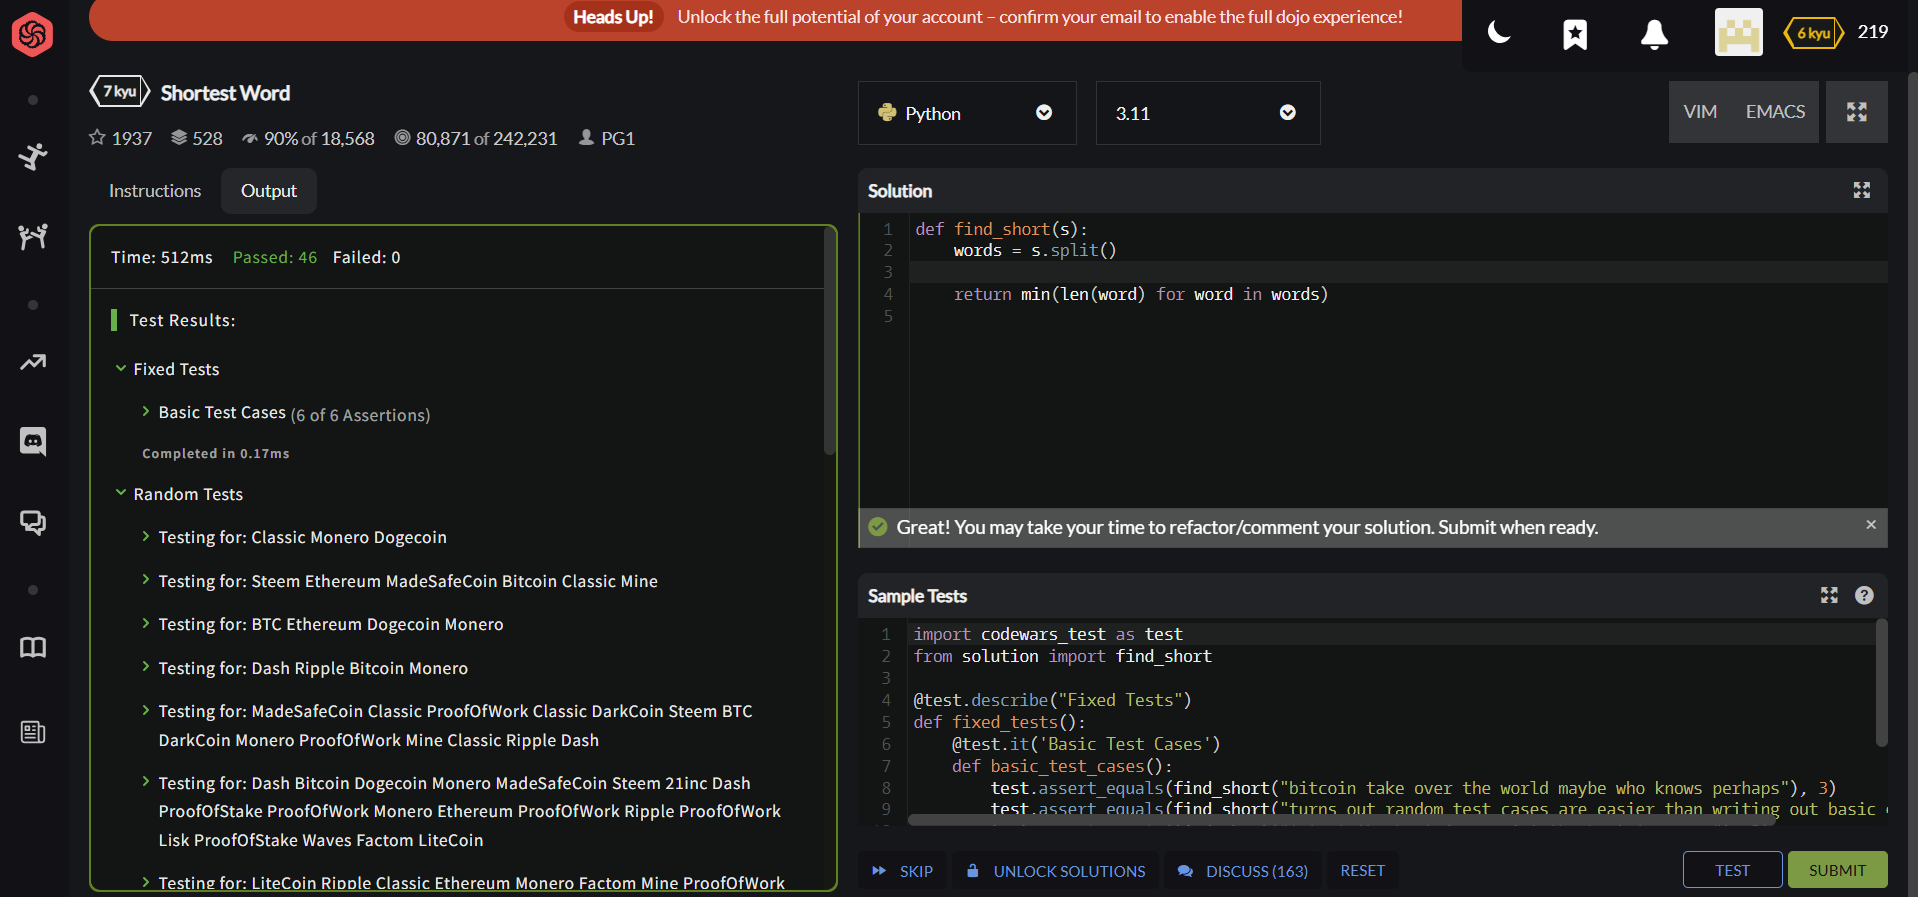 Heads Up! Unlock the full potential of your account – confirm your email to enable the full dojo experience!
6 kyu 219
7 kyu Shortest Word
1937 528 90% of 18,568 80,871 of 242,231 PG1
Instructions Output
Time: 512ms Passed: 46 Failed: 0
Test Results:
Fixed Tests
Basic Test Cases (6 of 6 Assertions)
Completed in 0.17ms
Random Tests
Testing for: Classic Monero Dogecoin
Testing for: Steem Ethereum MadeSafeCoin Bitcoin Classic Mine
Testing for: BTC Ethereum Dogecoin Monero
Testing for: Dash Ripple Bitcoin Monero
Testing for: MadeSafeCoin Classic ProofOfWork Classic DarkCoin Steem BTC
DarkCoin Monero ProofOfWork Mine Classic Ripple Dash
Testing for: Dash Bitcoin Dogecoin Monero MadeSafeCoin Steem 21inc Dash
ProofOfStake ProofOfWork Monero Ethereum ProofOfWork Ripple ProofOfWork
Lisk ProofOfStake Waves Factom LiteCoin
Testing for: LiteCoin Ripple Classic Ethereum Monero Factom Mine ProofOfWork
Python 3.11 VIM EMACS
Solution
1 def find_short(s):
2 words = s.split()
3
4 return min(len(word) for word in words)
5
Great! You may take your time to refactor/comment your solution. Submit when ready.
Sample Tests
1 import codewars_test as test
2 from solution import find_short
3
4 @test.describe("Fixed Tests")
5 def fixed_tests():
6 @test.it('Basic Test Cases')
7 def basic_test_cases():
8 test.assert_equals(find_short("bitcoin take over the world maybe who knows perhaps"), 3)
9 test.assert_equals(find_short("turns out random test cases are easier than writing out basic
SKIP UNLOCK SOLUTIONS DISCUSS (163) RESET TEST SUBMIT